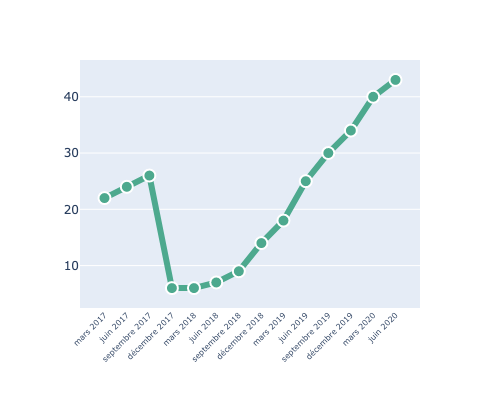 40
30
20
10
mars 2017
juin 2017
septembre 2017
décembre 2017
mars 2018
juin 2018
septembre 2018
décembre 2018
mars 2019
juin 2019
septembre 2019
décembre 2019
mars 2020
juin 2020